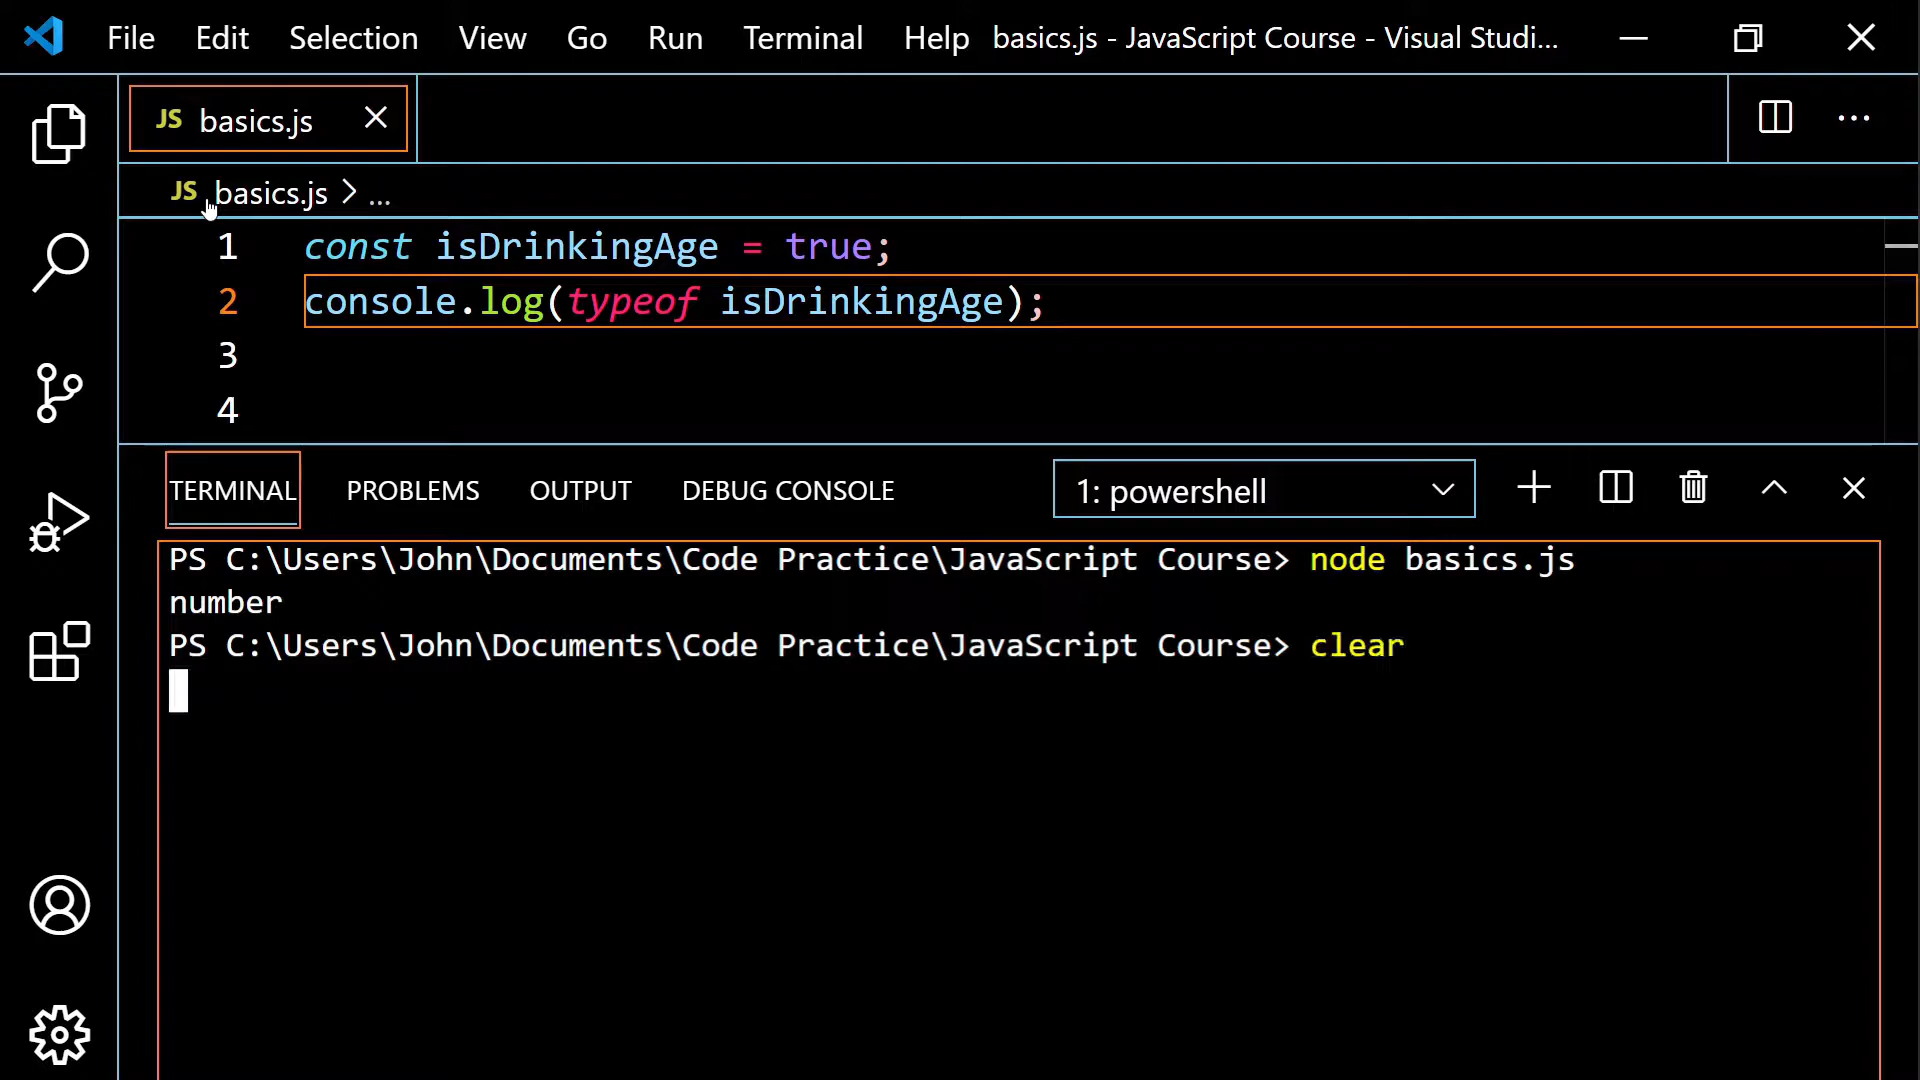 File Edit Selection View Go Run Terminal Help basics.js - JavaScript Course - Visual Studi...
JS basics.js
JS basics.js > ...
1 const isDrinkingAge = true;
2 console.log(typeof isDrinkingAge);
3
4
TERMINAL PROBLEMS OUTPUT DEBUG CONSOLE 1: powershell
PS C:\Users\John\Documents\Code Practice\JavaScript Course> node basics.js
number
PS C:\Users\John\Documents\Code Practice\JavaScript Course> clear